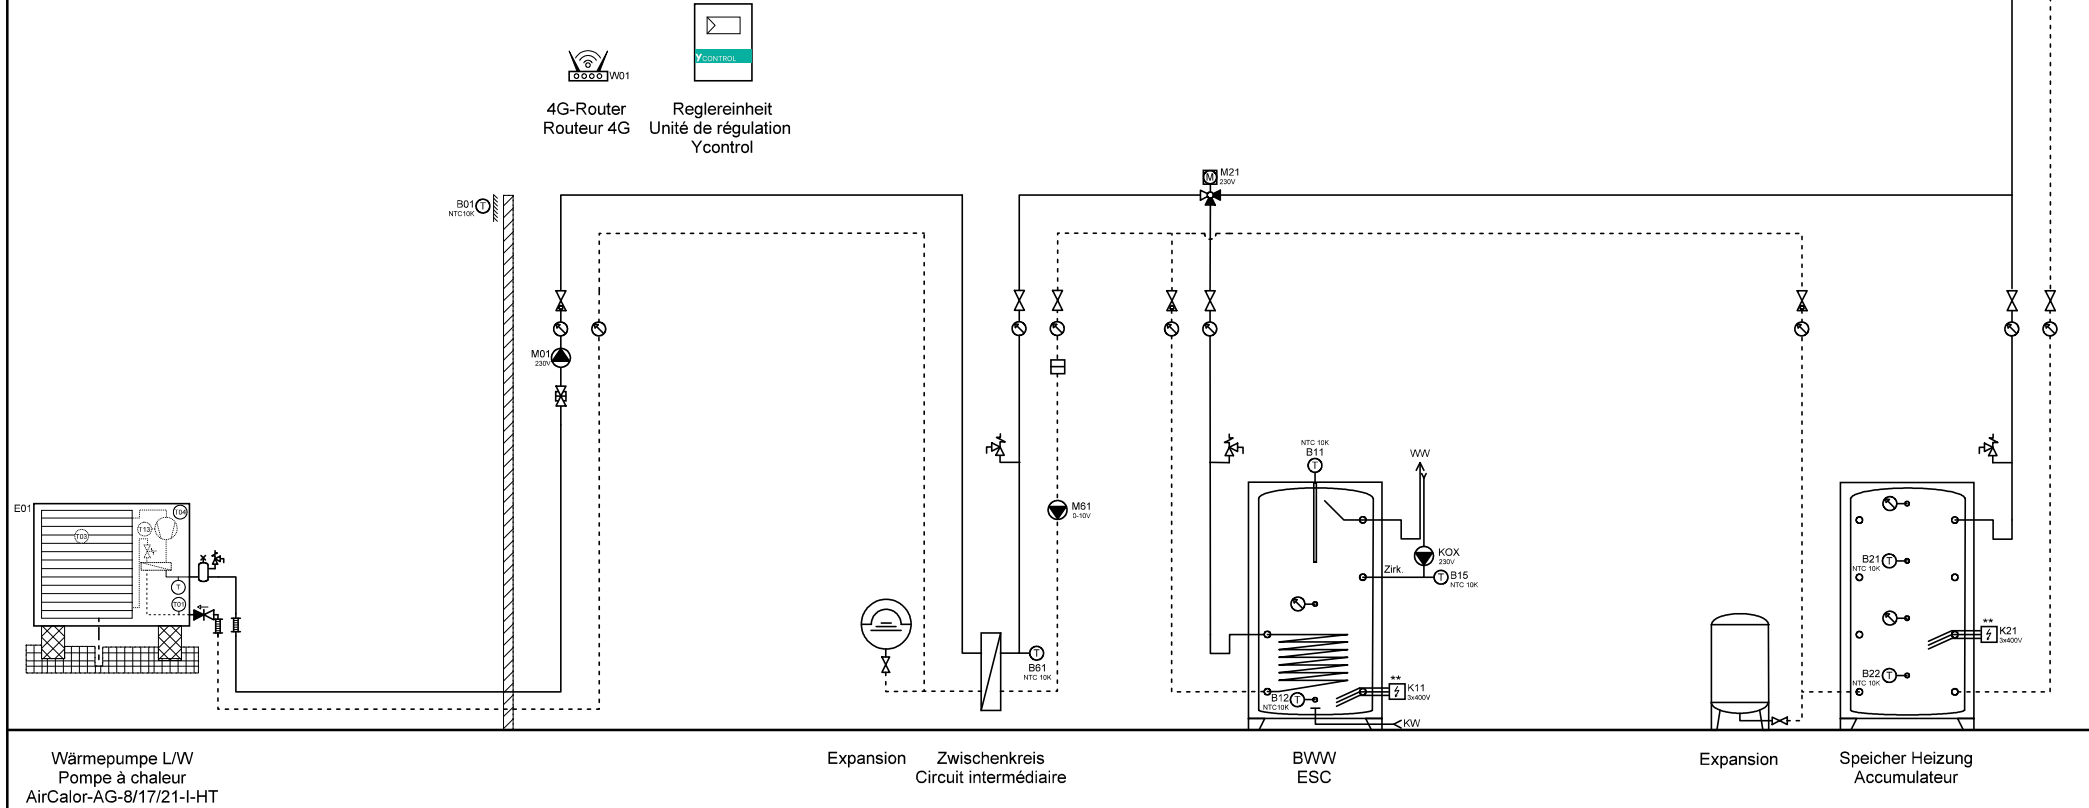 YCONTROL
W01
4G-Router
Routeur 4G
Reglereinheit
Unité de régulation
Ycontrol
M
M21
230V
B01
T
NTC10K
M01
230V
E01
T04
T13
T03
T
T01
M61
0-10V
T
B61
NTC 10K
NTC 10K
B11
T
WW
KOX
230V
Zirk.
T
B15
NTC 10K
B12
T
NTC10K
**
K11
3x400V
KW
B21
T
NTC 10K
**
K21
3x400V
B22
T
NTC 10K
Wärmepumpe L/W
Pompe à chaleur
AirCalor-AG-8/17/21-I-HT
Expansion
Zwischenkreis
Circuit intermédiaire
BWW
ESC
Expansion
Speicher Heizung
Accumulateur